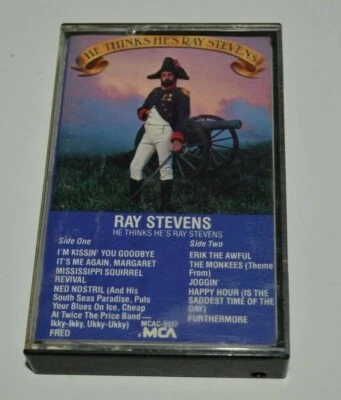 HE THINKS HE'S RAY STEVENS
RAY STEVENS
HE THINKS HE'S RAY STEVENS
Side One
I'M KISSIN' YOU GOODBYE
IT'S ME AGAIN, MARGARET
MISSISSIPPI SQUIRREL
REVIVAL
NED NOSTRIL (And His
South Seas Paradise, Puts
Your Blues On Ice, Cheap
At Twice The Price Band—
Ikky-Ikky, Ukky-Ukky)
FRED
Side Two
ERIK THE AWFUL
THE MONKEES (Theme
From)
JOGGIN'
HAPPY HOUR (IS THE
SADDEST TIME OF THE
DAY)
FURTHERMORE
MCA